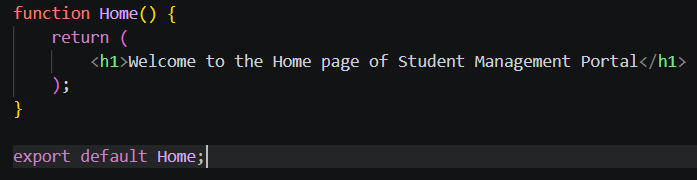 function Home() {
    return (
        <h1>Welcome to the Home page of Student Management Portal</h1>
    );
}
export default Home;